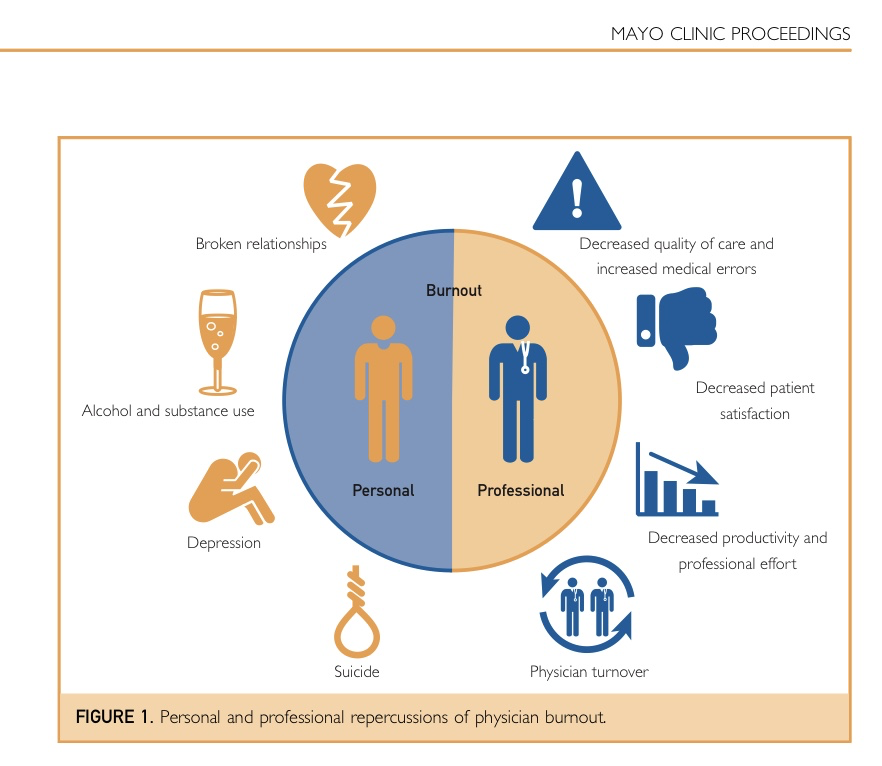 MAYO CLINIC PROCEEDINGS
Broken relationships
Decreased quality of care and
increased medical errors
Burnout
Alcohol and substance use
Decreased patient
satisfaction
Personal
Professional
Depression
Decreased productivity and
professional effort
Suicide
Physician turnover
FIGURE 1. Personal and professional repercussions of physician burnout.